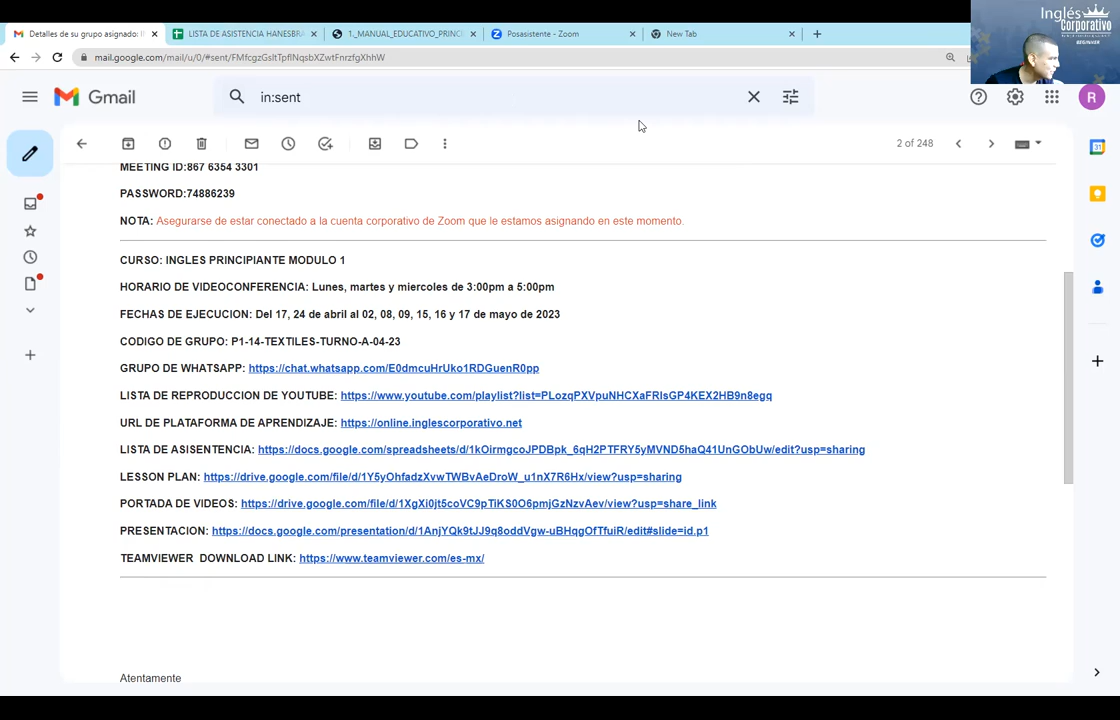 Detalles de su grupo asignado: I
LISTA DE ASISTENCIA HANESBRA
1._MANUAL_EDUCATIVO_PRINCI
Posasistente - Zoom
New Tab
Inglés
Corporativo
BEGINNER
mail.google.com/mail/u/0/#sent/FMfcgzGsltTpflNqsbXZwtFnrzfgXhhW
Gmail
in:sent
R
2 of 248
MEETING ID:867 6354 3301
PASSWORD:74886239
NOTA: Asegurarse de estar conectado a la cuenta corporativo de Zoom que le estamos asignando en este momento.
CURSO: INGLES PRINCIPIANTE MODULO 1
HORARIO DE VIDEOCONFERENCIA: Lunes, martes y miercoles de 3:00pm a 5:00pm
FECHAS DE EJECUCION: Del 17, 24 de abril al 02, 08, 09, 15, 16 y 17 de mayo de 2023
CODIGO DE GRUPO: P1-14-TEXTILES-TURNO-A-04-23
GRUPO DE WHATSAPP: https://chat.whatsapp.com/E0dmcuHrUko1RDGuenR0pp
LISTA DE REPRODUCCION DE YOUTUBE: https://www.youtube.com/playlist?list=PLozqPXVpuNHCXaFRIsGP4KEX2HB9n8egq
URL DE PLATAFORMA DE APRENDIZAJE: https://online.inglescorporativo.net
LISTA DE ASISENTENCIA: https://docs.google.com/spreadsheets/d/1kOirmgcoJPDBpk_6qH2PTFRY5yMVND5haQ41UnGObUw/edit?usp=sharing
LESSON PLAN: https://drive.google.com/file/d/1Y5yOhfadzXvwTWBvAeDroW_u1nX7R6Hx/view?usp=sharing
PORTADA DE VIDEOS: https://drive.google.com/file/d/1XgXi0jt5coVC9pTiKS0O6pmjGzNzvAev/view?usp=share_link
PRESENTACION: https://docs.google.com/presentation/d/1AnjYQk9tJJ9q8oddVgw-uBHqgOfTfuiR/edit#slide=id.p1
TEAMVIEWER DOWNLOAD LINK: https://www.teamviewer.com/es-mx/
Atentamente